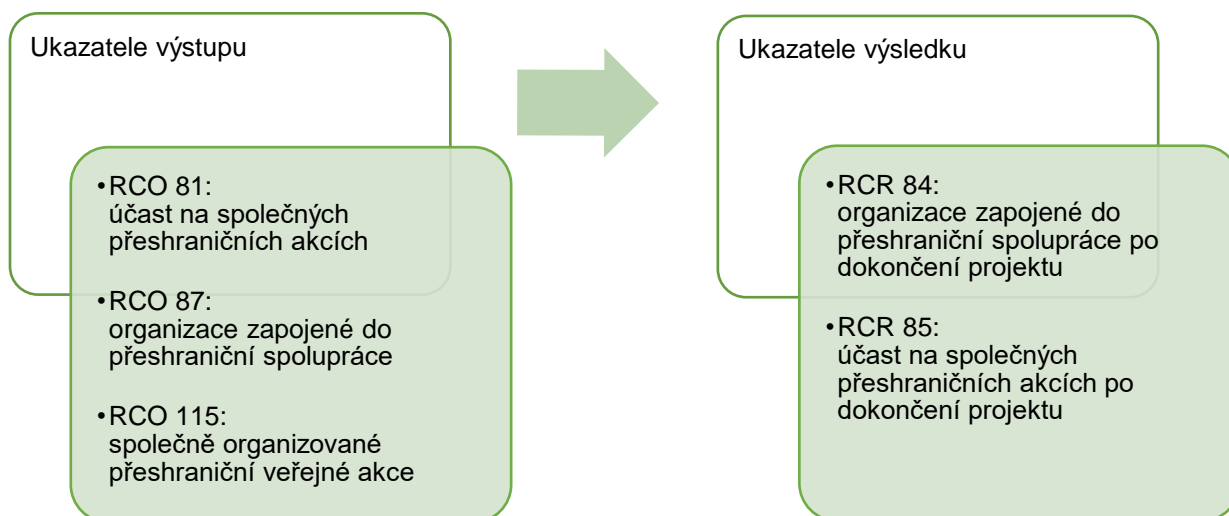 Ukazatele výstupu
•RCO 81:
účast na společných
přeshraničních akcích
•RCO 87:
organizace zapojené do
přeshraniční spolupráce
•RCO 115:
společně organizované
přeshraniční veřejné akce
Ukazatele výsledku
•RCR 84:
organizace zapojené do
přeshraniční spolupráce po
dokončení projektu
•RCR 85:
účast na společných
přeshraničních akcích po
dokončení projektu